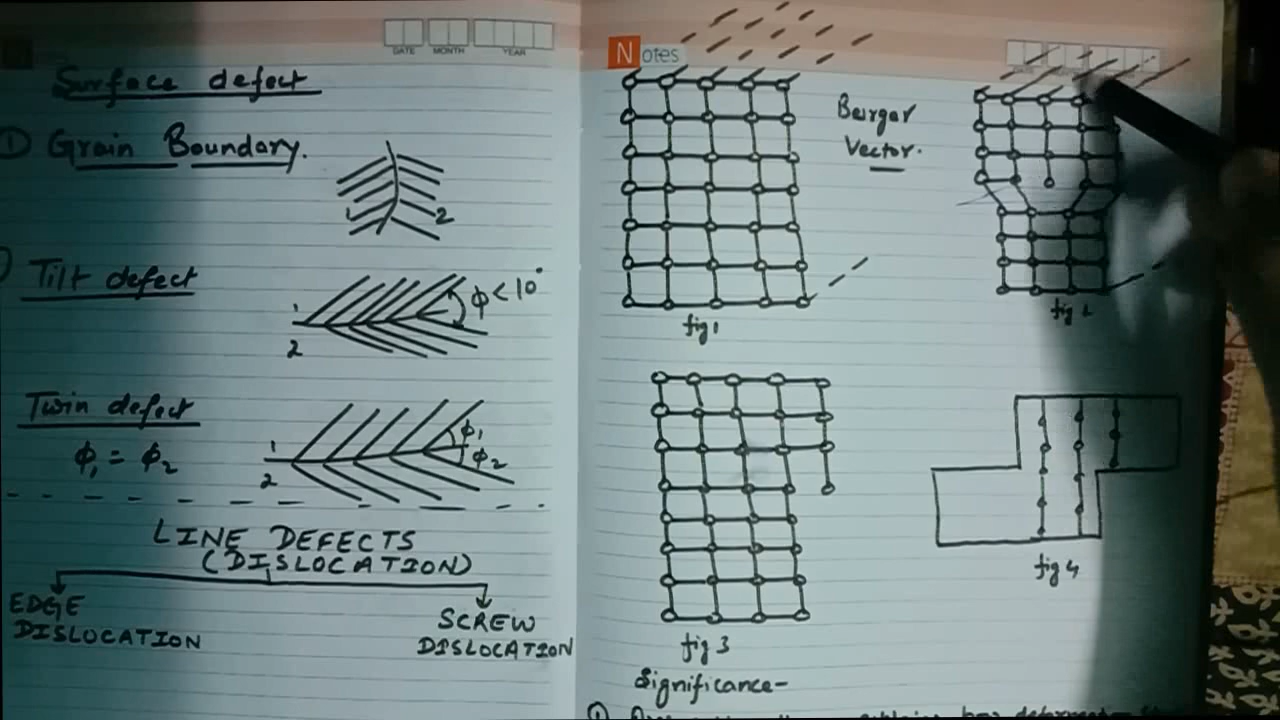 DATE MONTH YEAR
Surface defect
① Grain Boundary.
1 2
Tilt defect
1
2
ϕ<10°
Twin defect
ϕ₁ = ϕ₂
1
2
ϕ₁
ϕ₂
LINE DEFECTS
(DISLOCATION)
EDGE
DISLOCATION
SCREW
DISLOCATION
Notes
Burger
Vector.
fig 1
fig 2
fig 3
fig 4
Significance-
①